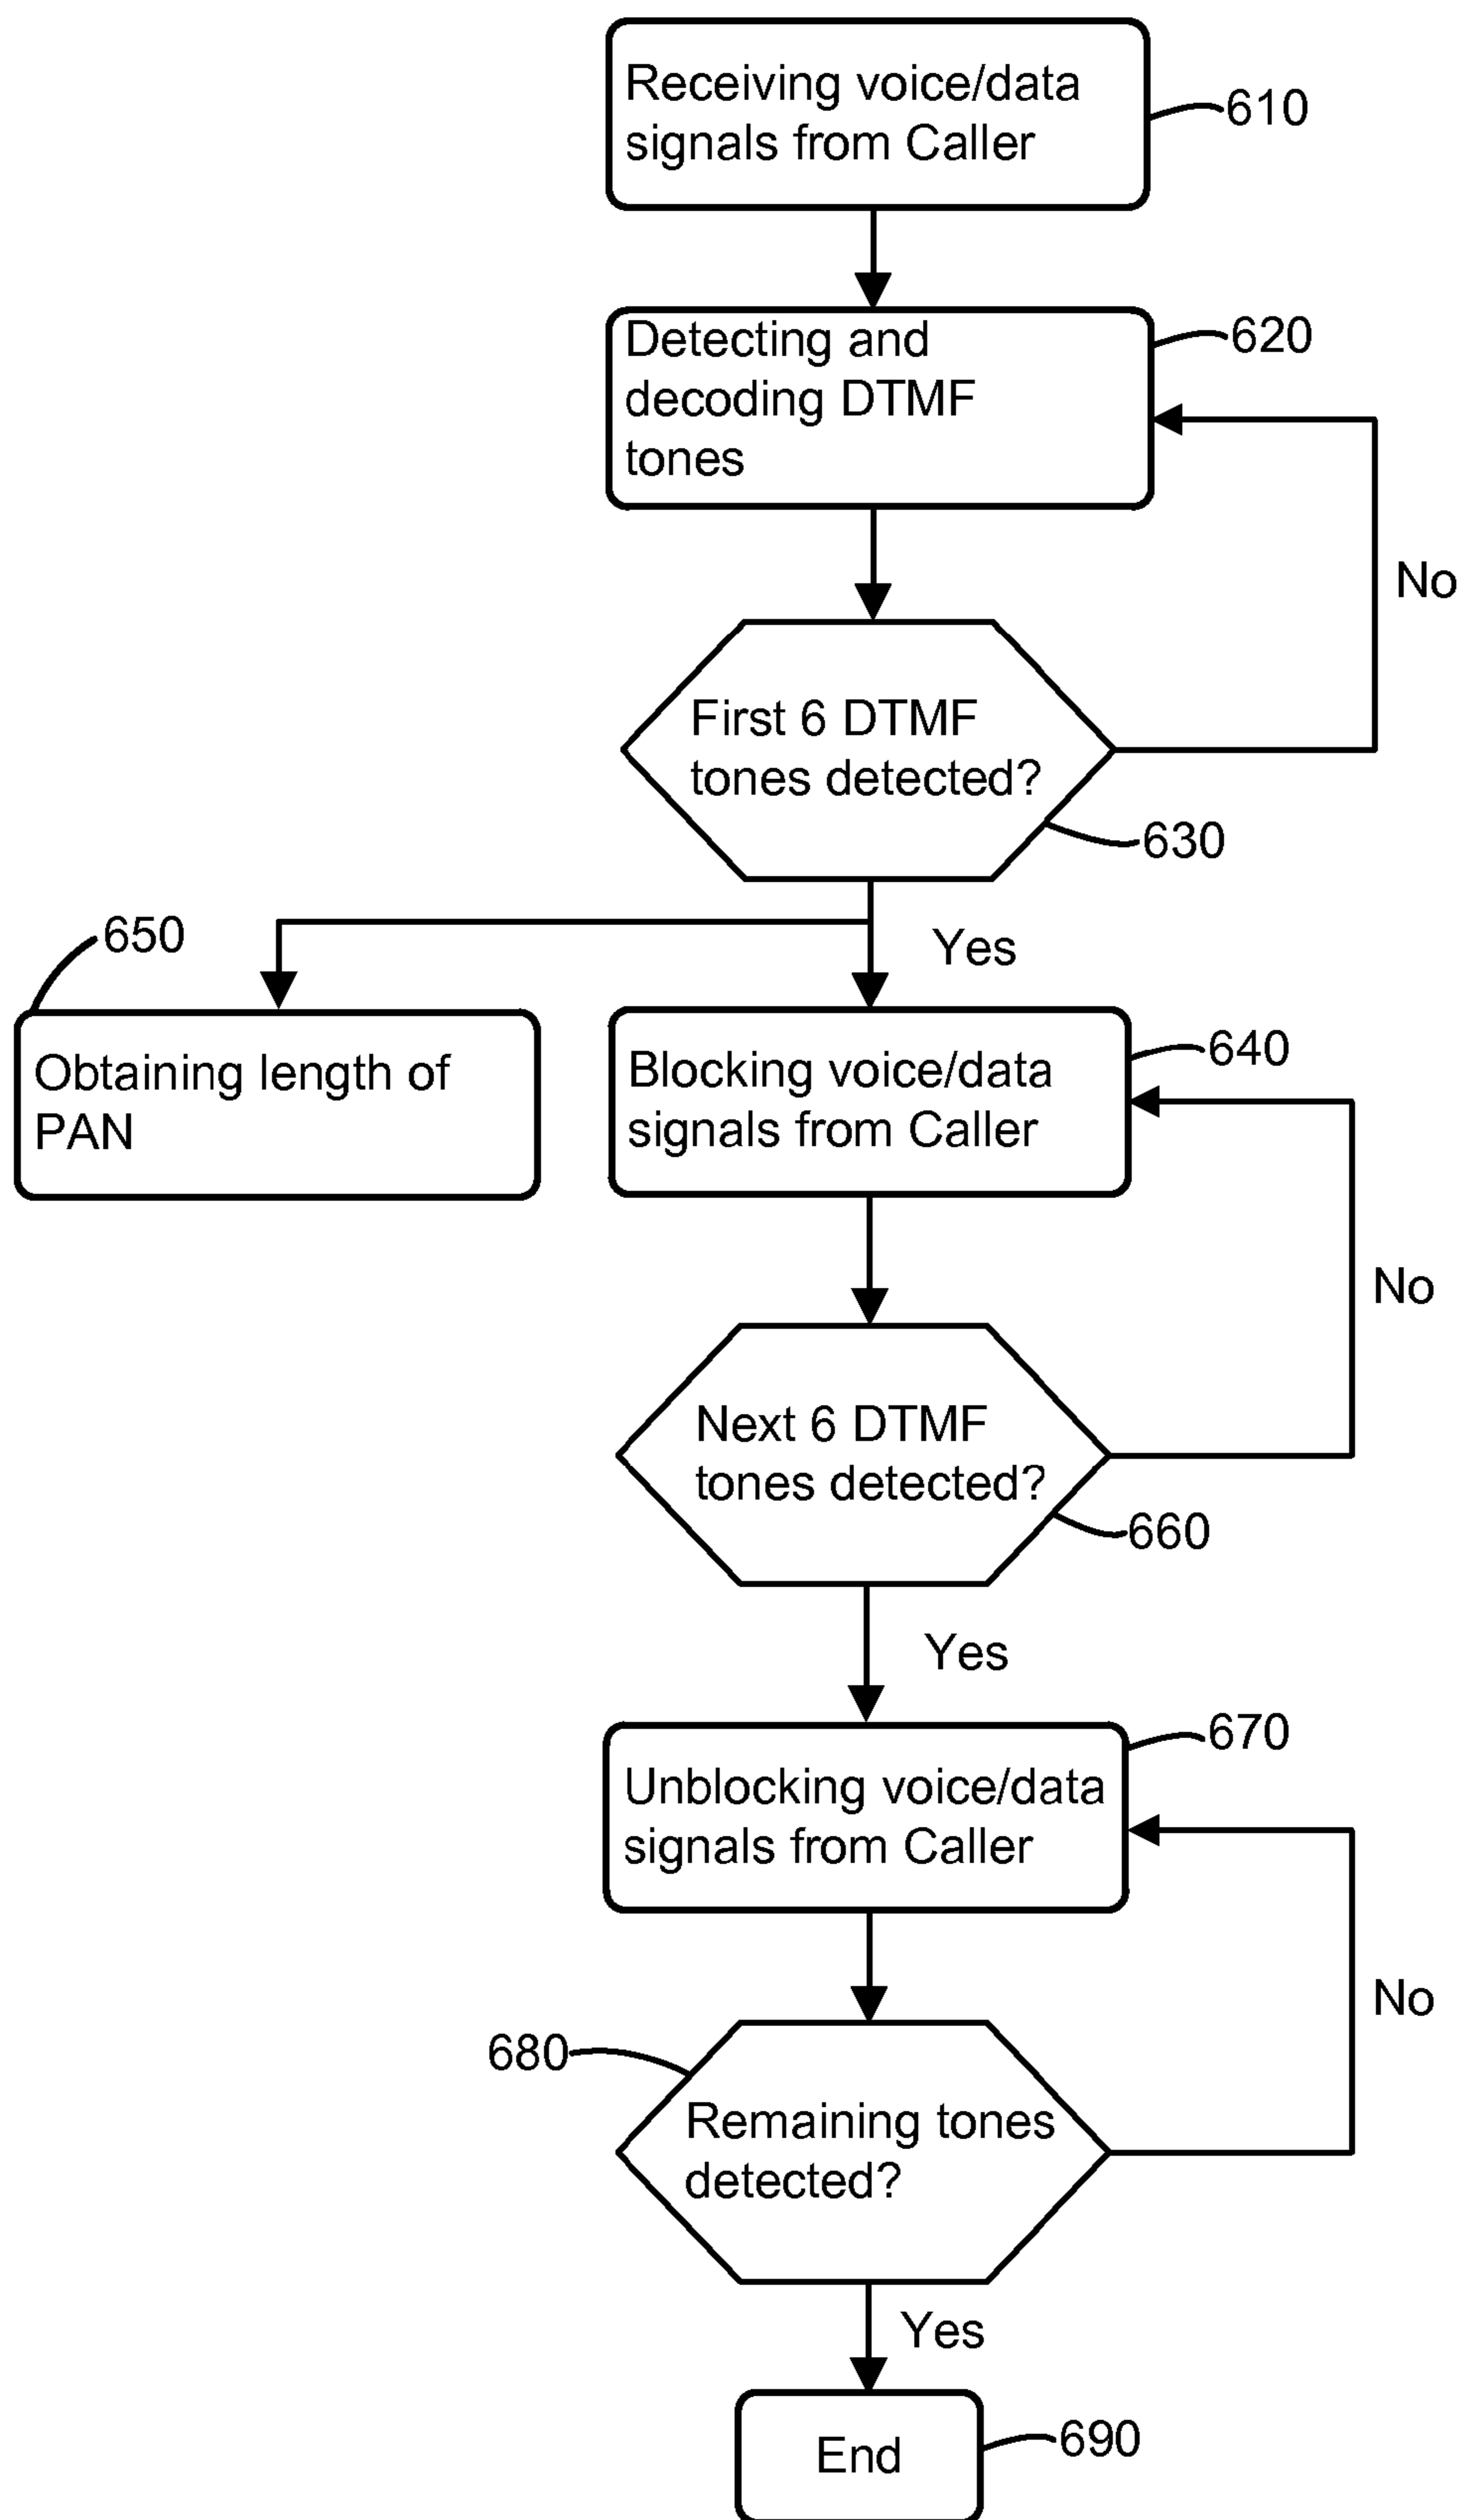 Receiving voice/data
signals from Caller
610
Detecting and
decoding DTMF
tones
620
No
First 6 DTMF
tones detected?
630
Yes
650
Obtaining length of
PAN
Blocking voice/data
signals from Caller
640
No
Next 6 DTMF
tones detected?
660
Yes
Unblocking voice/data
signals from Caller
670
No
680
Remaining tones
detected?
Yes
End
690